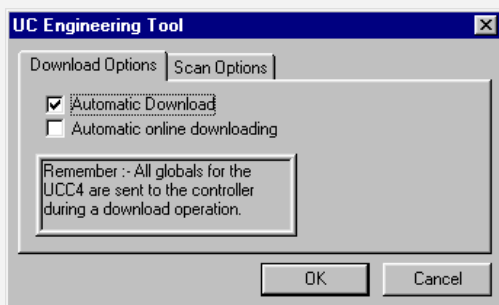 UC Engineering Tool
Download Options
Scan Options
Automatic Download
Automatic online downloading
Remember :- All globals for the
UCC4 are sent to the controller
during a download operation.
OK
Cancel